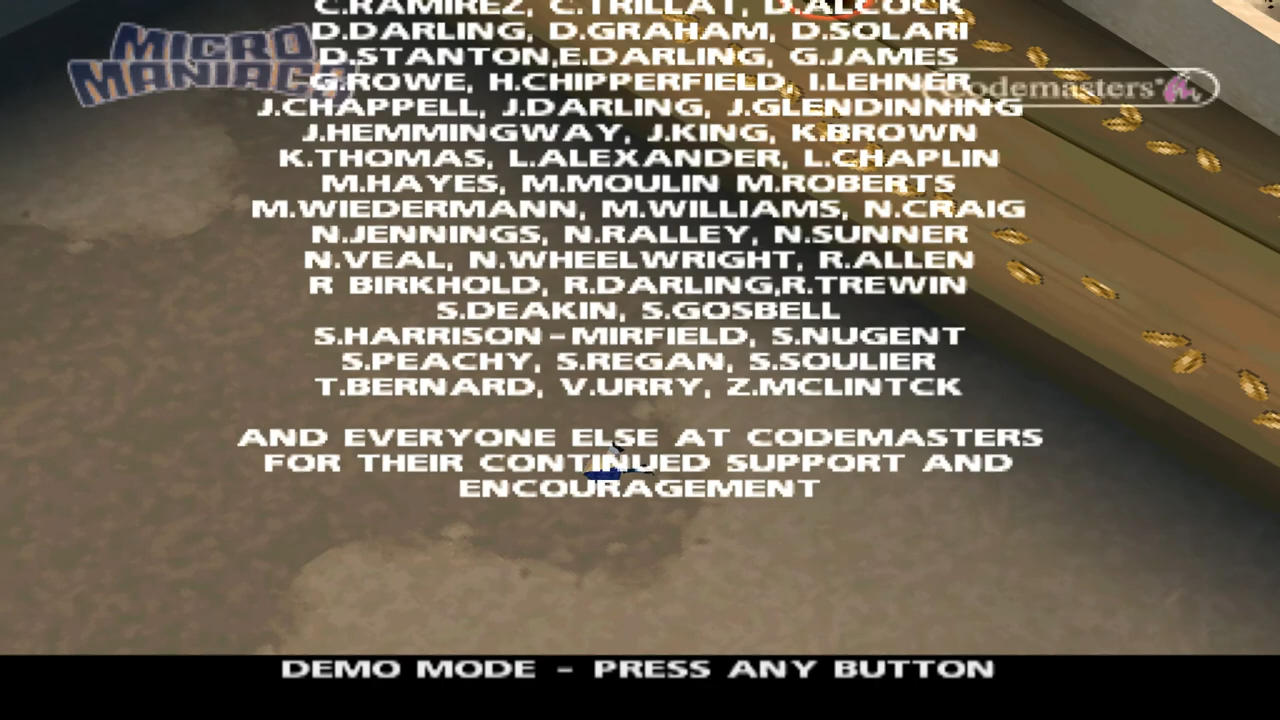 C.RAMIREZ, C.TRILLAT, D.ALCOCK
D.DARLING, D.GRAHAM, D.SOLARI
MICRO MANIACS
D.STANTON,E.DARLING, G.JAMES
G.ROWE, H.CHIPPERFIELD, I.LEHNER
Codemasters
J.CHAPPELL, J.DARLING, J.GLENDINNING
J.HEMMINGWAY, J.KING, K.BROWN
K.THOMAS, L.ALEXANDER, L.CHAPLIN
M.HAYES, M.MOULIN M.ROBERTS
M.WIEDERMANN, M.WILLIAMS, N.CRAIG
N.JENNINGS, N.RALLEY, N.SUNNER
N.VEAL, N.WHEELWRIGHT, R.ALLEN
R BIRKHOLD, R.DARLING,R.TREWIN
S.DEAKIN, S.GOSBELL
S.HARRISON-MIRFIELD, S.NUGENT
S.PEACHY, S.REGAN, S.SOULIER
T.BERNARD, V.URRY, Z.MCLINTCK
AND EVERYONE ELSE AT CODEMASTERS
FOR THEIR CONTINUED SUPPORT AND
ENCOURAGEMENT
DEMO MODE - PRESS ANY BUTTON